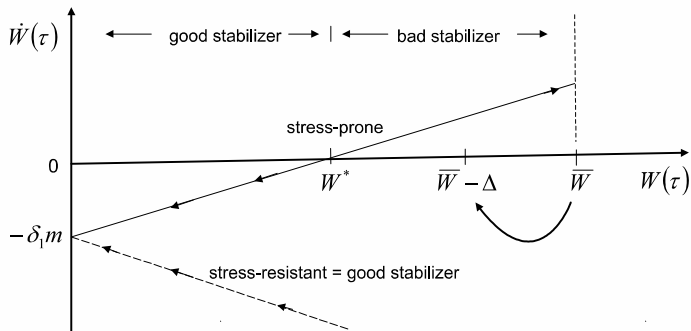 Ẇ(τ)
good stabilizer
bad stabilizer
stress-prone
0
W*
W̅ − Δ
W̅
W(τ)
−δ₁m
stress-resistant = good stabilizer